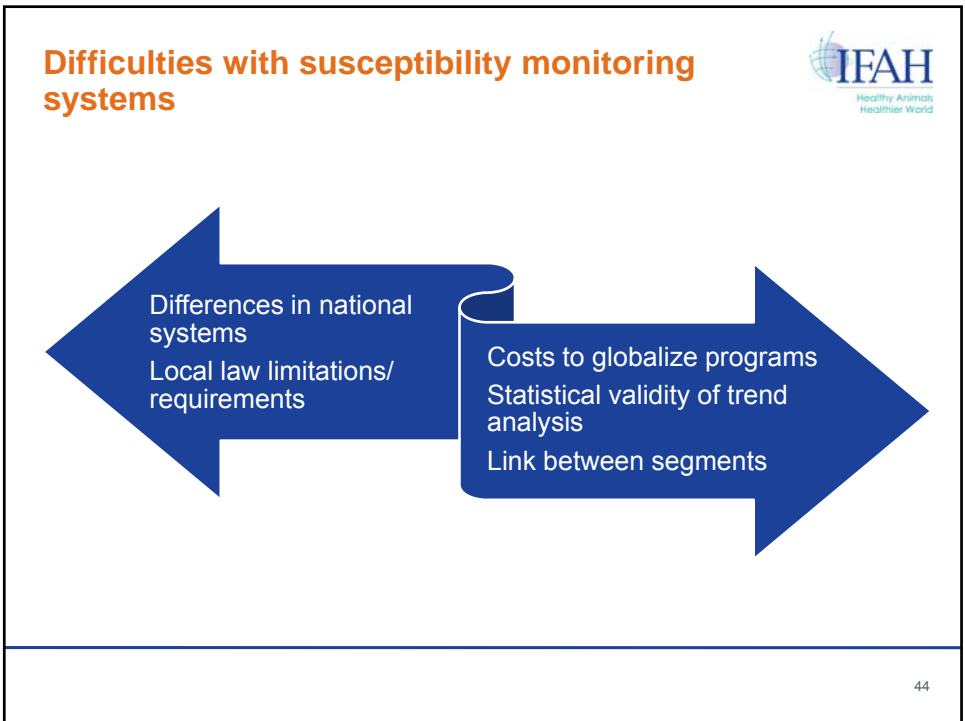 Difficulties with susceptibility monitoring
systems
IFAH
Healthy Animals
Healthier World
Differences in national
systems
Local law limitations/
requirements
Costs to globalize programs
Statistical validity of trend
analysis
Link between segments
44